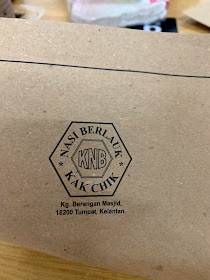 NASI BERLAUK
KNB
KAK CHIK
Kg. Berangan Masjid,
16200 Tumpat, Kelantan.